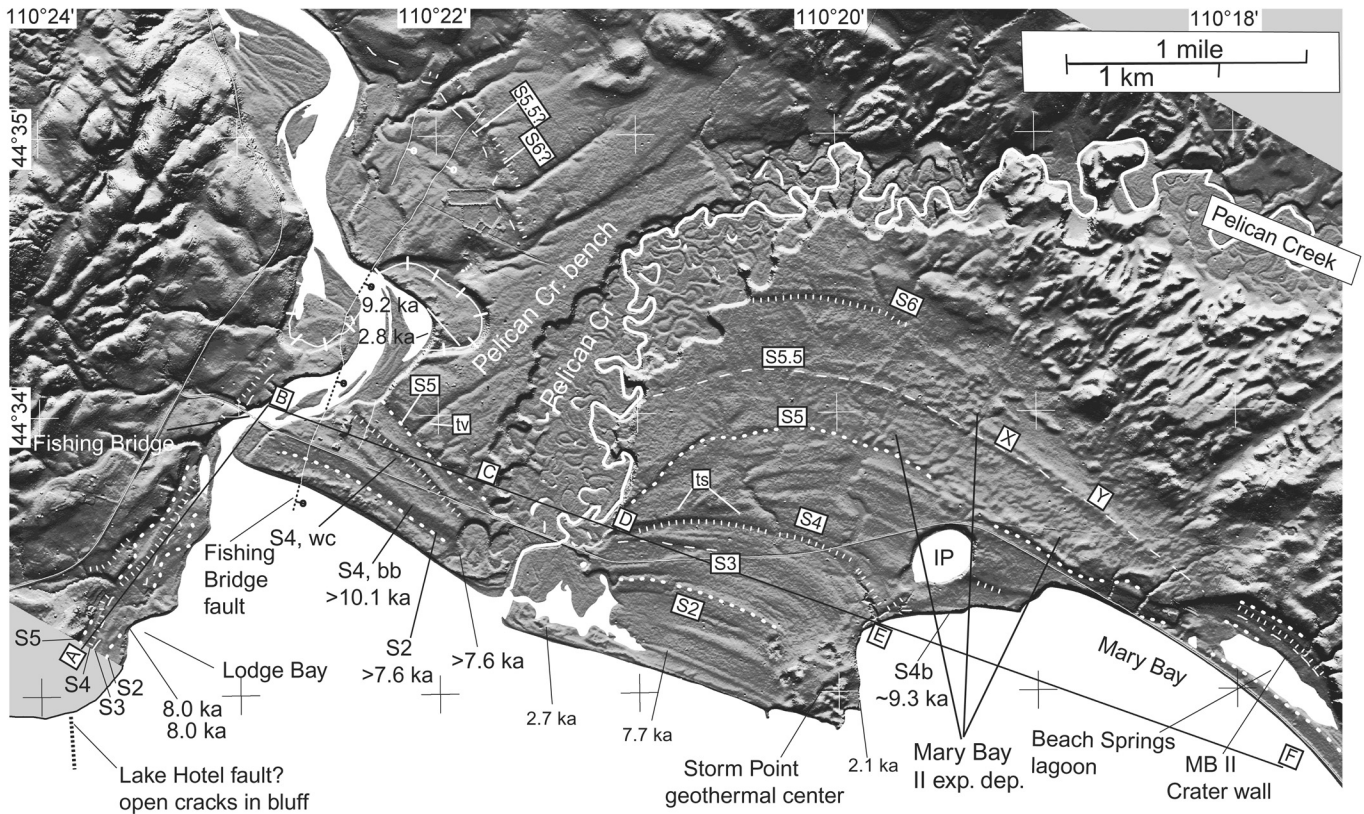 110°24'
110°22'
110°20'
110°18'
1 mile
1 km
44°35'
S5.5?
S6?
Pelican Creek
Pelican Cr. bench
Pelican Cr.
9.2 ka
2.8 ka
S6
S5.5
44°34'
B
S5
tv
S5
X
Fishing Bridge
C
ts
Y
D
S4
S4, wc
S3
IP
Fishing
Bridge
fault
S4, bb
>10.1 ka
S2
S5
A
E
S4
S2
S3
Lodge Bay
S2
>7.6 ka
>7.6 ka
S4b
~9.3 ka
Mary Bay
8.0 ka
8.0 ka
2.7 ka
7.7 ka
Mary Bay
II exp. dep.
Beach Springs
lagoon
F
Lake Hotel fault?
open cracks in bluff
Storm Point
geothermal center
2.1 ka
MB II
Crater wall